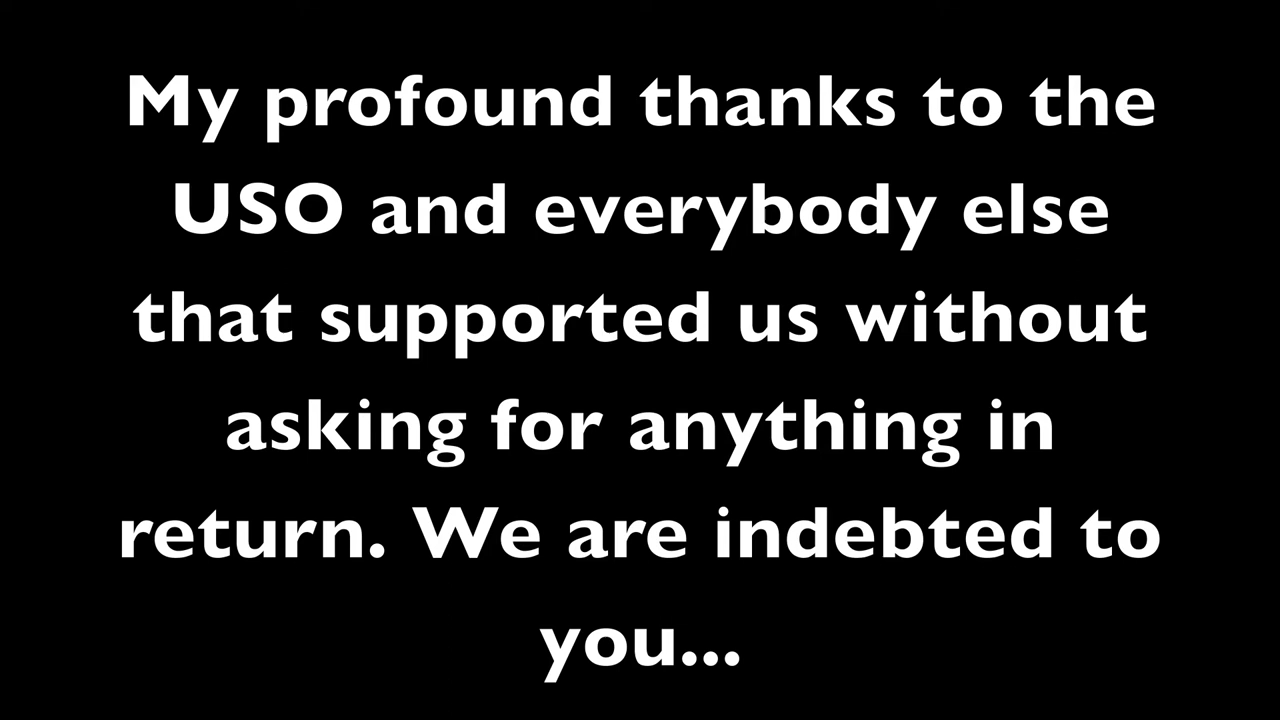 My profound thanks to the
USO and everybody else
that supported us without
asking for anything in
return. We are indebted to
you...